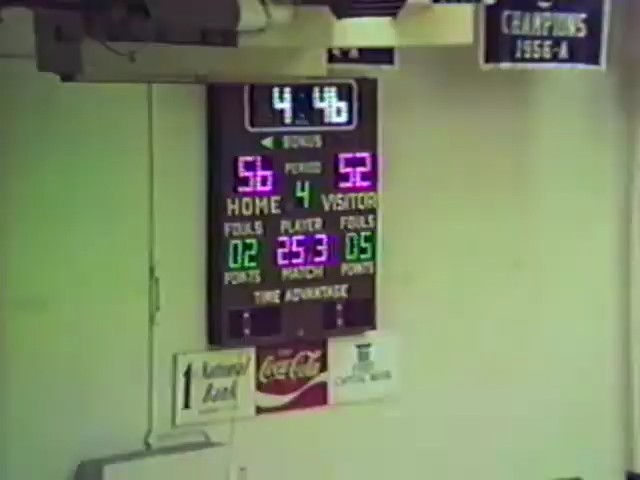 CHAMPIONS
1956-A
4:46
BONUS
56 PERIOD 52
HOME 4 VISITOR
FOULS PLAYER FOULS
02 25 3 05
POINTS MATCH POINTS
TIME ADVANTAGE
1 National Bank
Coca-Cola